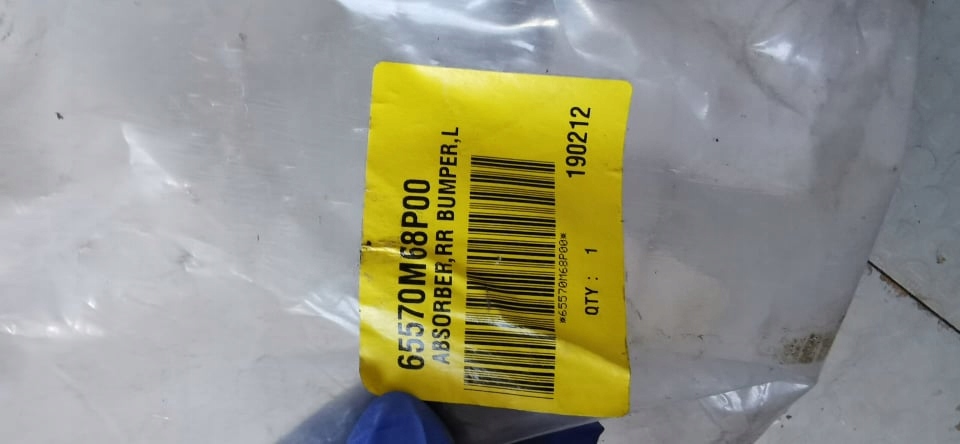 65570M68P00
ABSORBER,RR BUMPER,L
*65570M68P00*
QTY : 1
190212